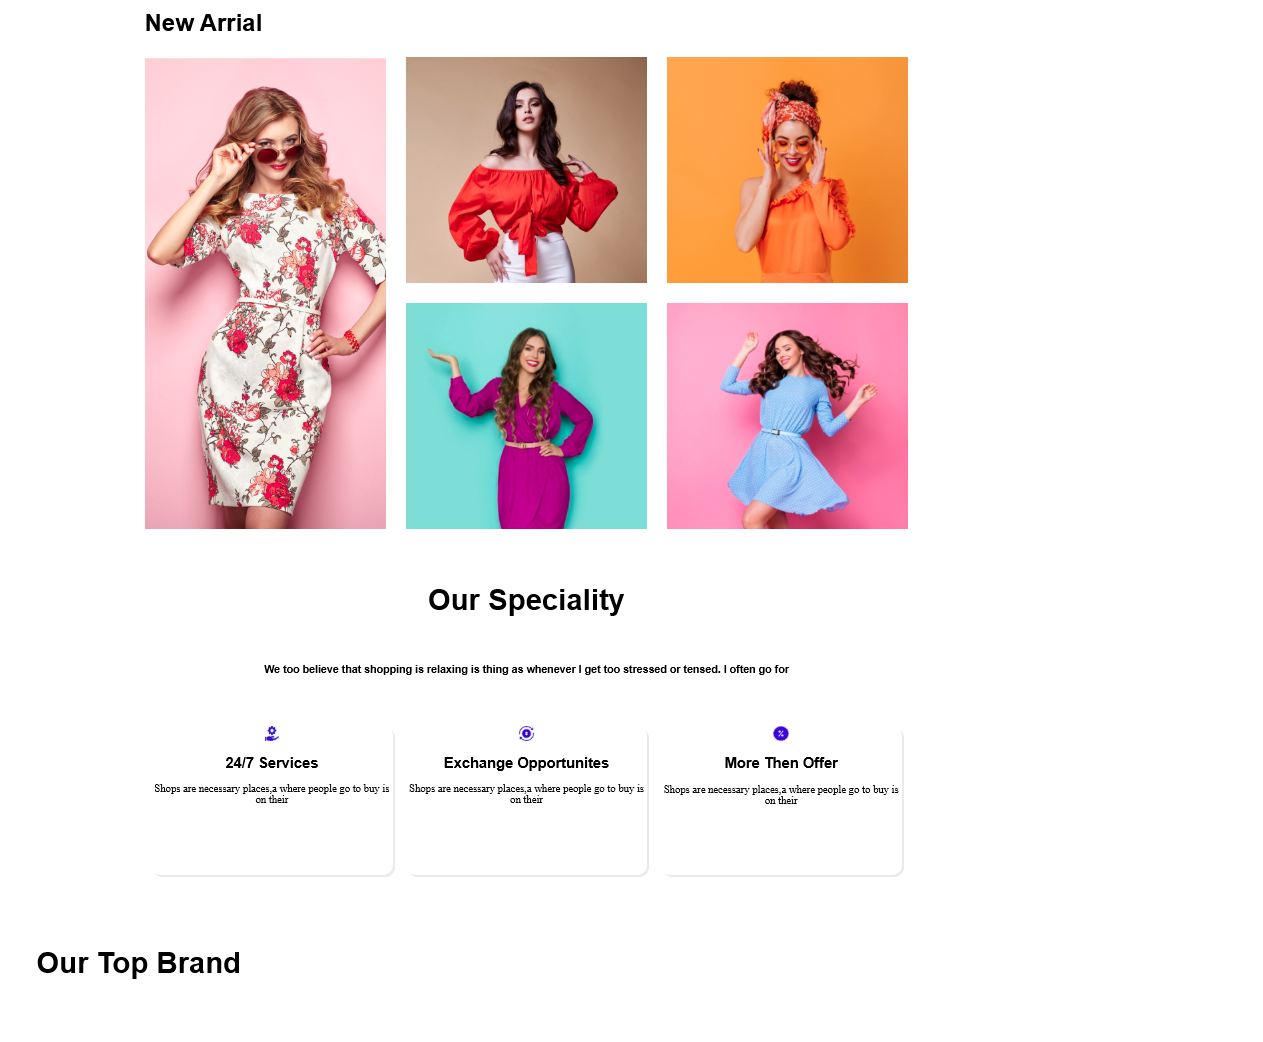 New Arrial
Our Speciality
We too believe that shopping is relaxing is thing as whenever I get too stressed or tensed. I often go for
24/7 Services
Shops are necessary places,a where people go to buy is
on their
Exchange Opportunites
Shops are necessary places,a where people go to buy is
on their
More Then Offer
Shops are necessary places,a where people go to buy is
on their
Our Top Brand